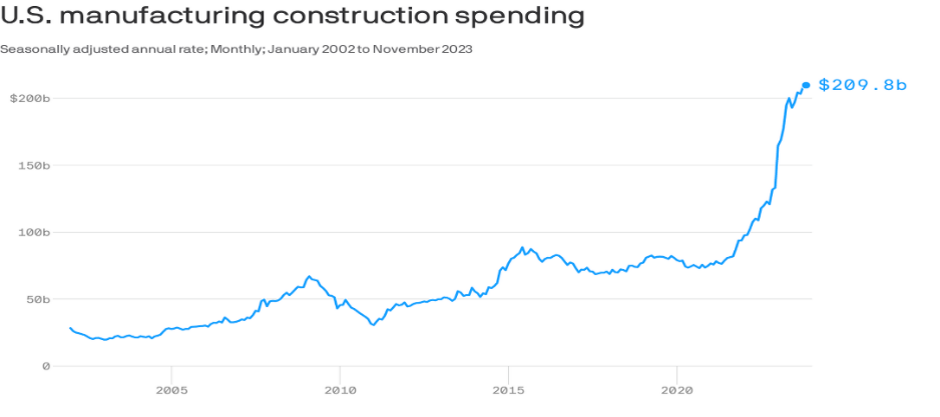 U.S. manufacturing construction spending
Seasonally adjusted annual rate; Monthly; January 2002 to November 2023
$209.8b
$200b
150b
100b
50b
0
2005 2010 2015 2020